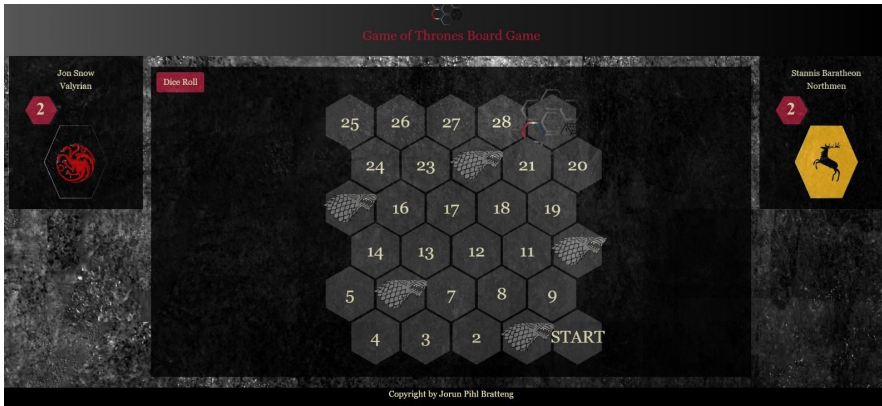 Game of Thrones Board Game
Jon Snow
Valyrian
2
Dice Roll
Stannis Baratheon
Northmen
2
25 26 27 28
24 23 21 20
16 17 18 19
14 13 12 11
5 7 8 9
4 3 2 START
Copyright by Jorun Pihl Bratteng